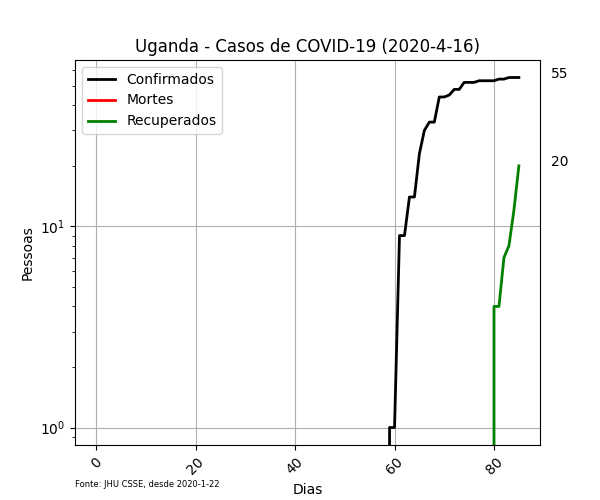 Uganda - Casos de COVID-19 (2020-4-16)
Confirmados
Mortes
Recuperados
55
20
10¹
10⁰
Pessoas
0
20
40
60
80
Fonte: JHU CSSE, desde 2020-1-22
Dias